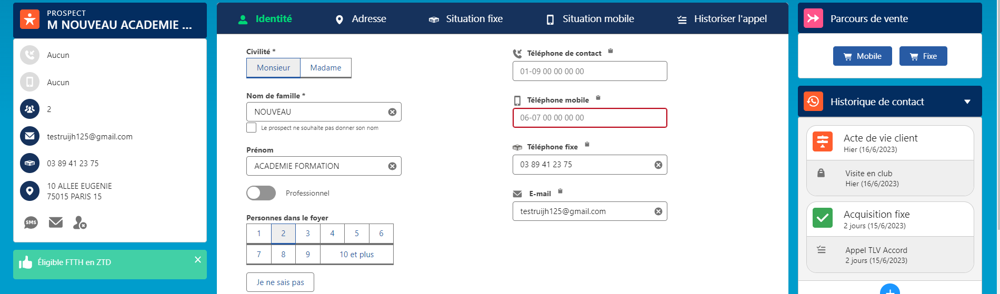 PROSPECT
M NOUVEAU ACADEMIE ...
Aucun
Aucun
2
testruijh125@gmail.com
03 89 41 23 75
10 ALLEE EUGENIE
75015 PARIS 15
SMS
Éligible FTTH en ZTD
Identité
Adresse
Situation fixe
Situation mobile
Historiser l'appel
Civilité *
Monsieur
Madame
Nom de famille *
NOUVEAU
Le prospect ne souhaite pas donner son nom
Prénom
ACADEMIE FORMATION
Professionnel
Personnes dans le foyer
1 2 3 4 5 6
7 8 9 10 et plus
Je ne sais pas
Téléphone de contact
01-09 00 00 00 00
Téléphone mobile
06-07 00 00 00 00
Téléphone fixe
03 89 41 23 75
E-mail
testruijh125@gmail.com
Parcours de vente
Mobile
Fixe
Historique de contact
Acte de vie client
Hier (16/6/2023)
Visite en club
Hier (16/6/2023)
Acquisition fixe
2 jours (15/6/2023)
Appel TLV Accord
2 jours (15/6/2023)